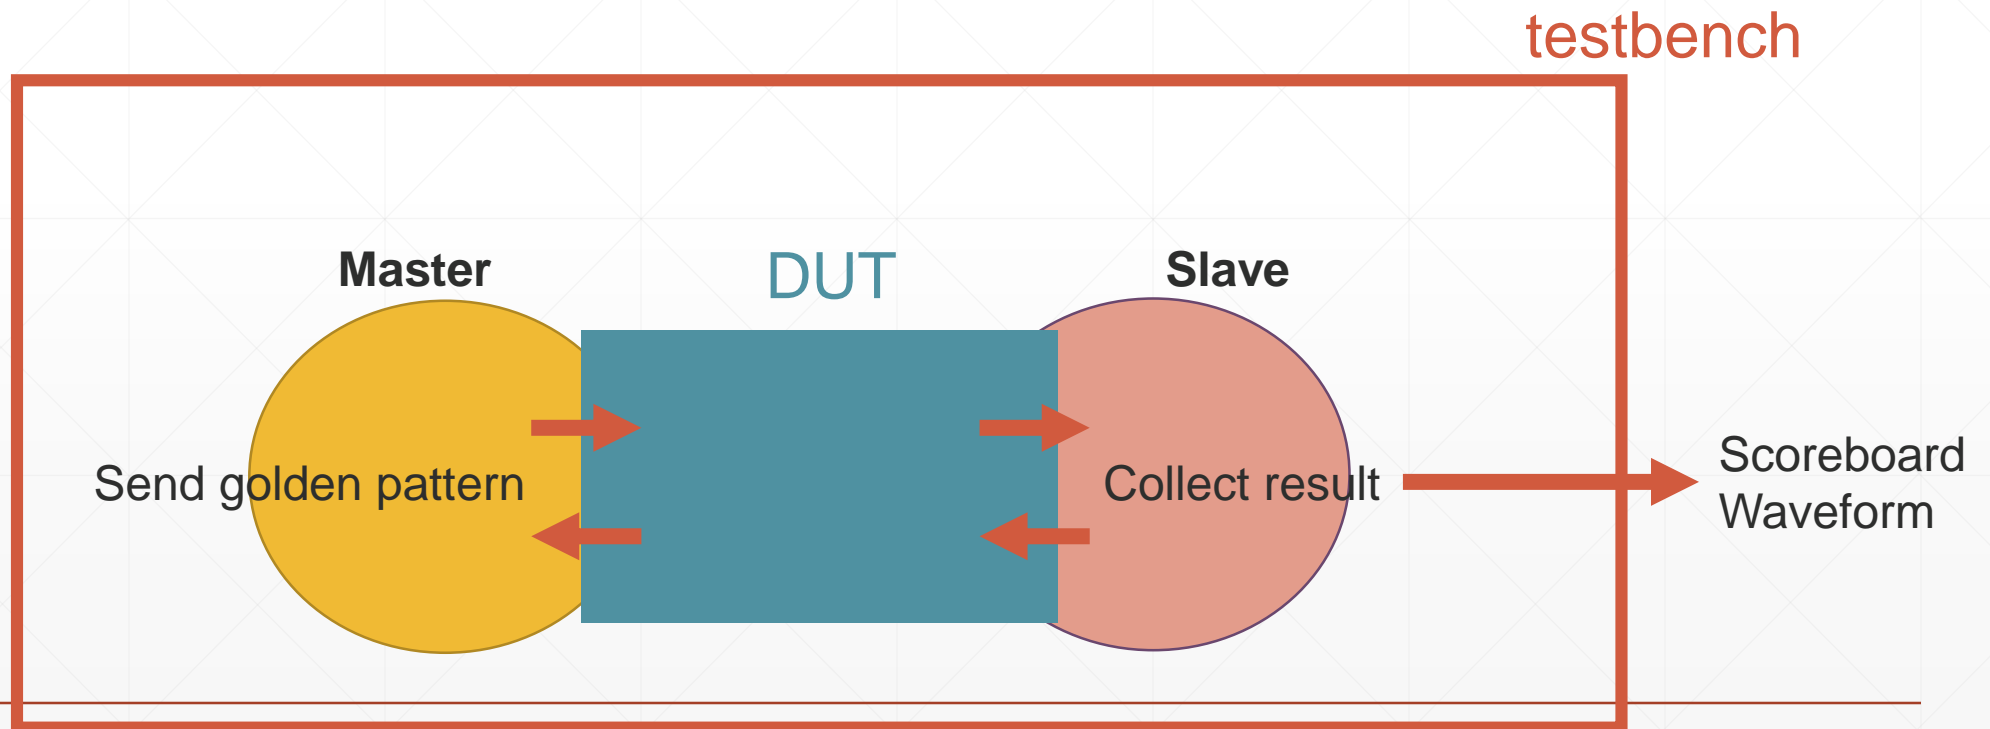 testbench
Master
DUT
Slave
Send golden pattern
Collect result
Scoreboard
Waveform